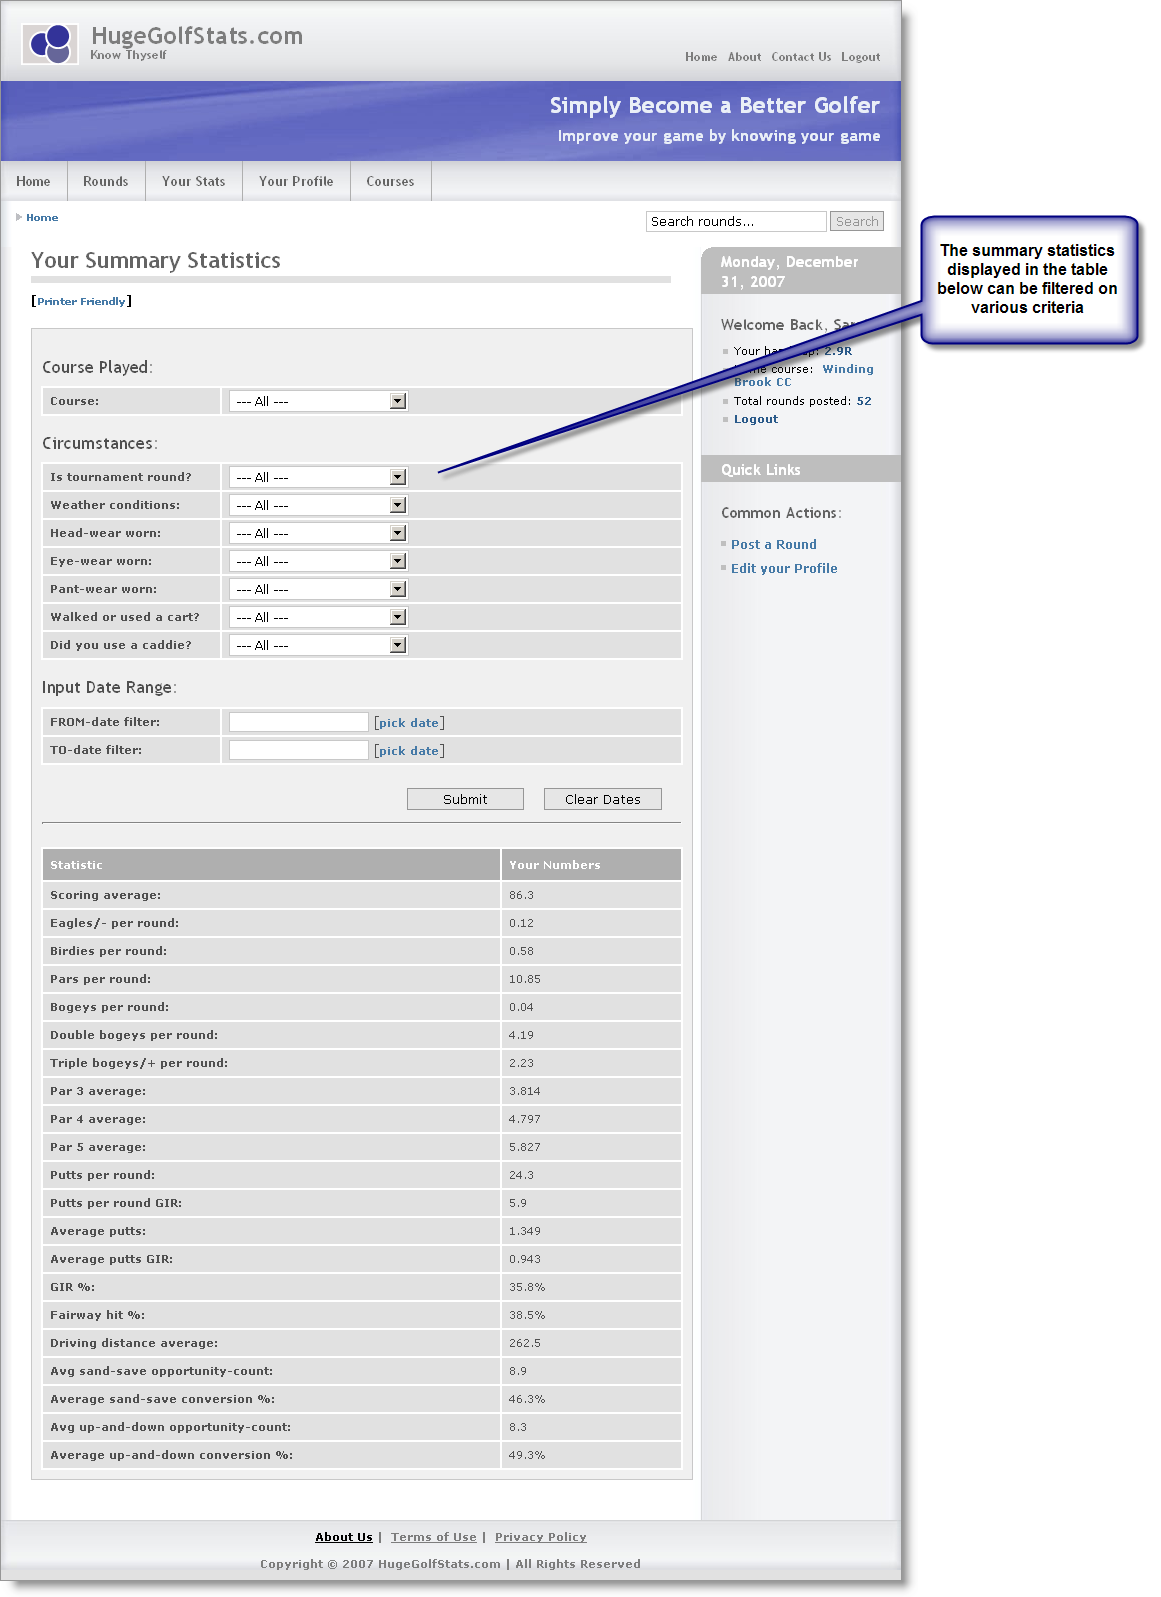 HugeGolfStats.com
Know Thyself
Home About Contact Us Logout
Simply Become a Better Golfer
Improve your game by knowing your game
Home Rounds Your Stats Your Profile Courses
Home
Search rounds... Search
Your Summary Statistics
[Printer Friendly]
Course Played:
Course: --- All ---
Circumstances:
Is tournament round? --- All ---
Weather conditions: --- All ---
Head-wear worn: --- All ---
Eye-wear worn: --- All ---
Pant-wear worn: --- All ---
Walked or used a cart? --- All ---
Did you use a caddie? --- All ---
Input Date Range:
FROM-date filter: [pick date]
TO-date filter: [pick date]
Submit Clear Dates
Statistic Your Numbers
Scoring average: 86.3
Eagles/- per round: 0.12
Birdies per round: 0.58
Pars per round: 10.85
Bogeys per round: 0.04
Double bogeys per round: 4.19
Triple bogeys/+ per round: 2.23
Par 3 average: 3.814
Par 4 average: 4.797
Par 5 average: 5.827
Putts per round: 24.3
Putts per round GIR: 5.9
Average putts: 1.349
Average putts GIR: 0.943
GIR %: 35.8%
Fairway hit %: 38.5%
Driving distance average: 262.5
Avg sand-save opportunity-count: 8.9
Average sand-save conversion %: 46.3%
Avg up-and-down opportunity-count: 8.3
Average up-and-down conversion %: 49.3%
Monday, December
31, 2007
Welcome Back,
Your 2.9R
course: Winding
Brook CC
Total rounds posted: 52
Logout
Quick Links
Common Actions:
Post a Round
Edit your Profile
The summary statistics
displayed in the table
below can be filtered on
various criteria
About Us | Terms of Use | Privacy Policy
Copyright © 2007 HugeGolfStats.com | All Rights Reserved